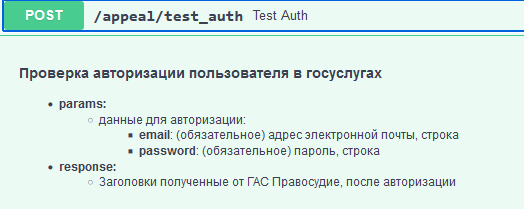 POST /appeal/test_auth Test Auth
Проверка авторизации пользователя в госуслугах
params:
данные для авторизации:
email: (обязательное) адрес электронной почты, строка
password: (обязательное) пароль, строка
response:
Заголовки полученные от ГАС Правосудие, после авторизации